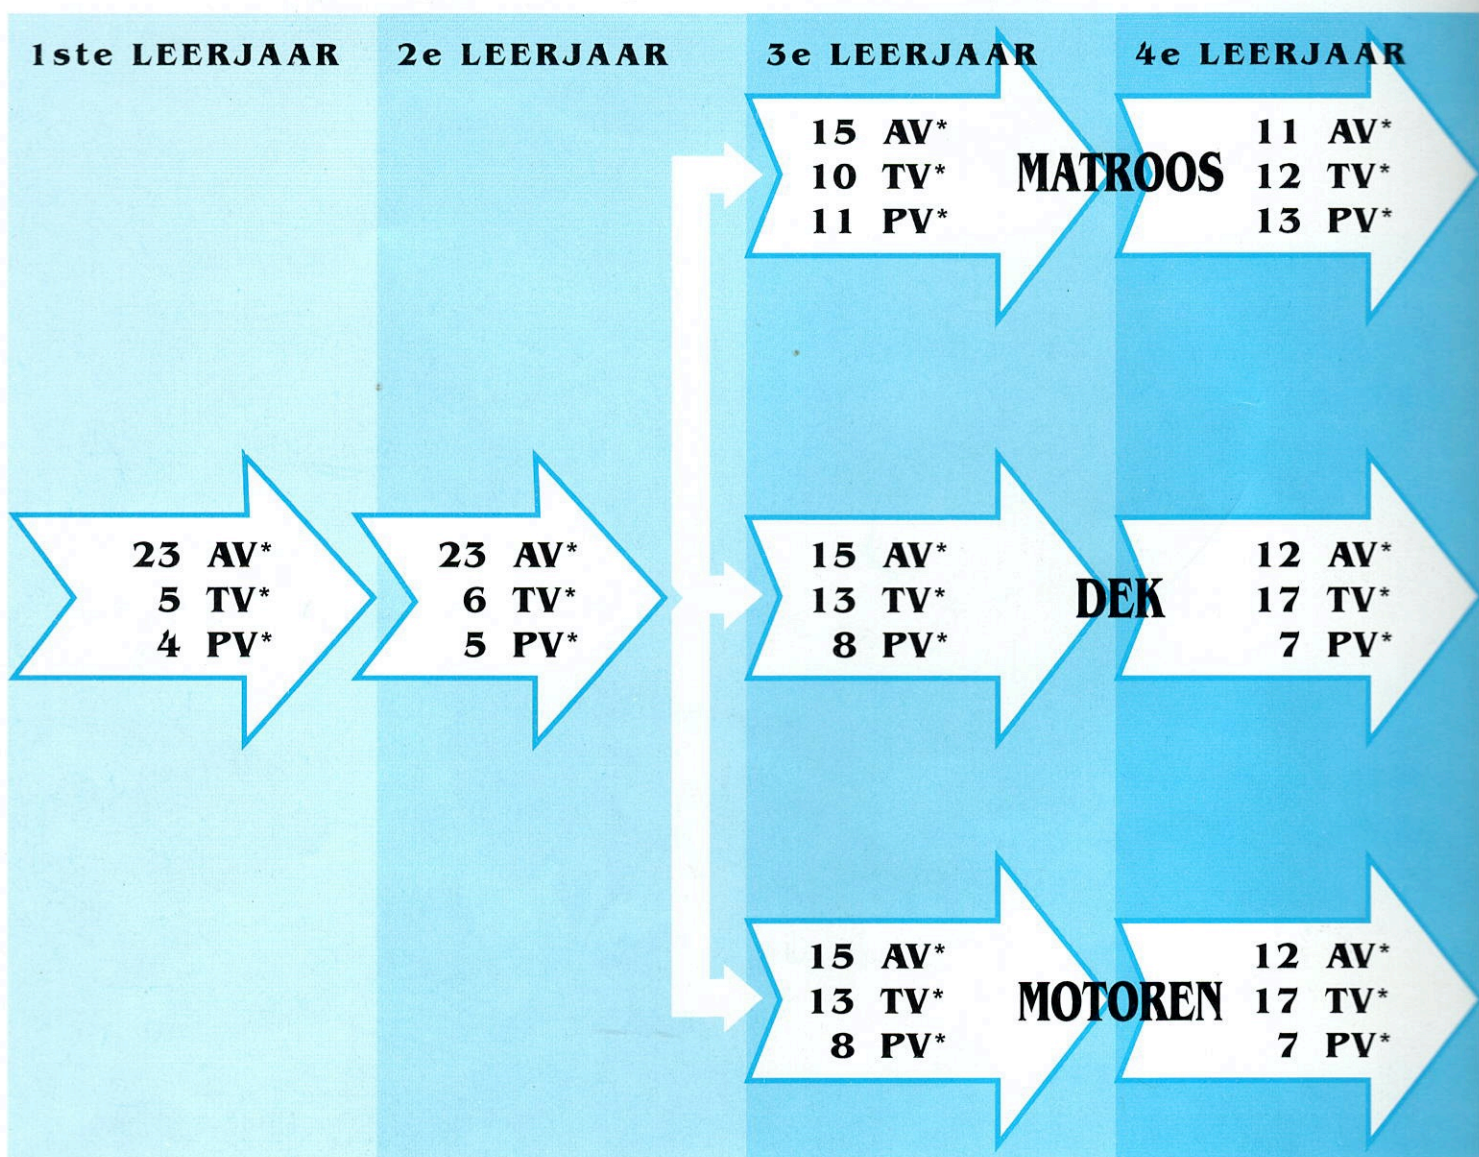 1ste LEERJAAR
2e LEERJAAR
3e LEERJAAR
4e LEERJAAR
23 AV*
5 TV*
4 PV*
23 AV*
6 TV*
5 PV*
MATROOS
15 AV*
10 TV*
11 PV*
11 AV*
12 TV*
13 PV*
DEK
15 AV*
13 TV*
8 PV*
12 AV*
17 TV*
7 PV*
MOTOREN
15 AV*
13 TV*
8 PV*
12 AV*
17 TV*
7 PV*